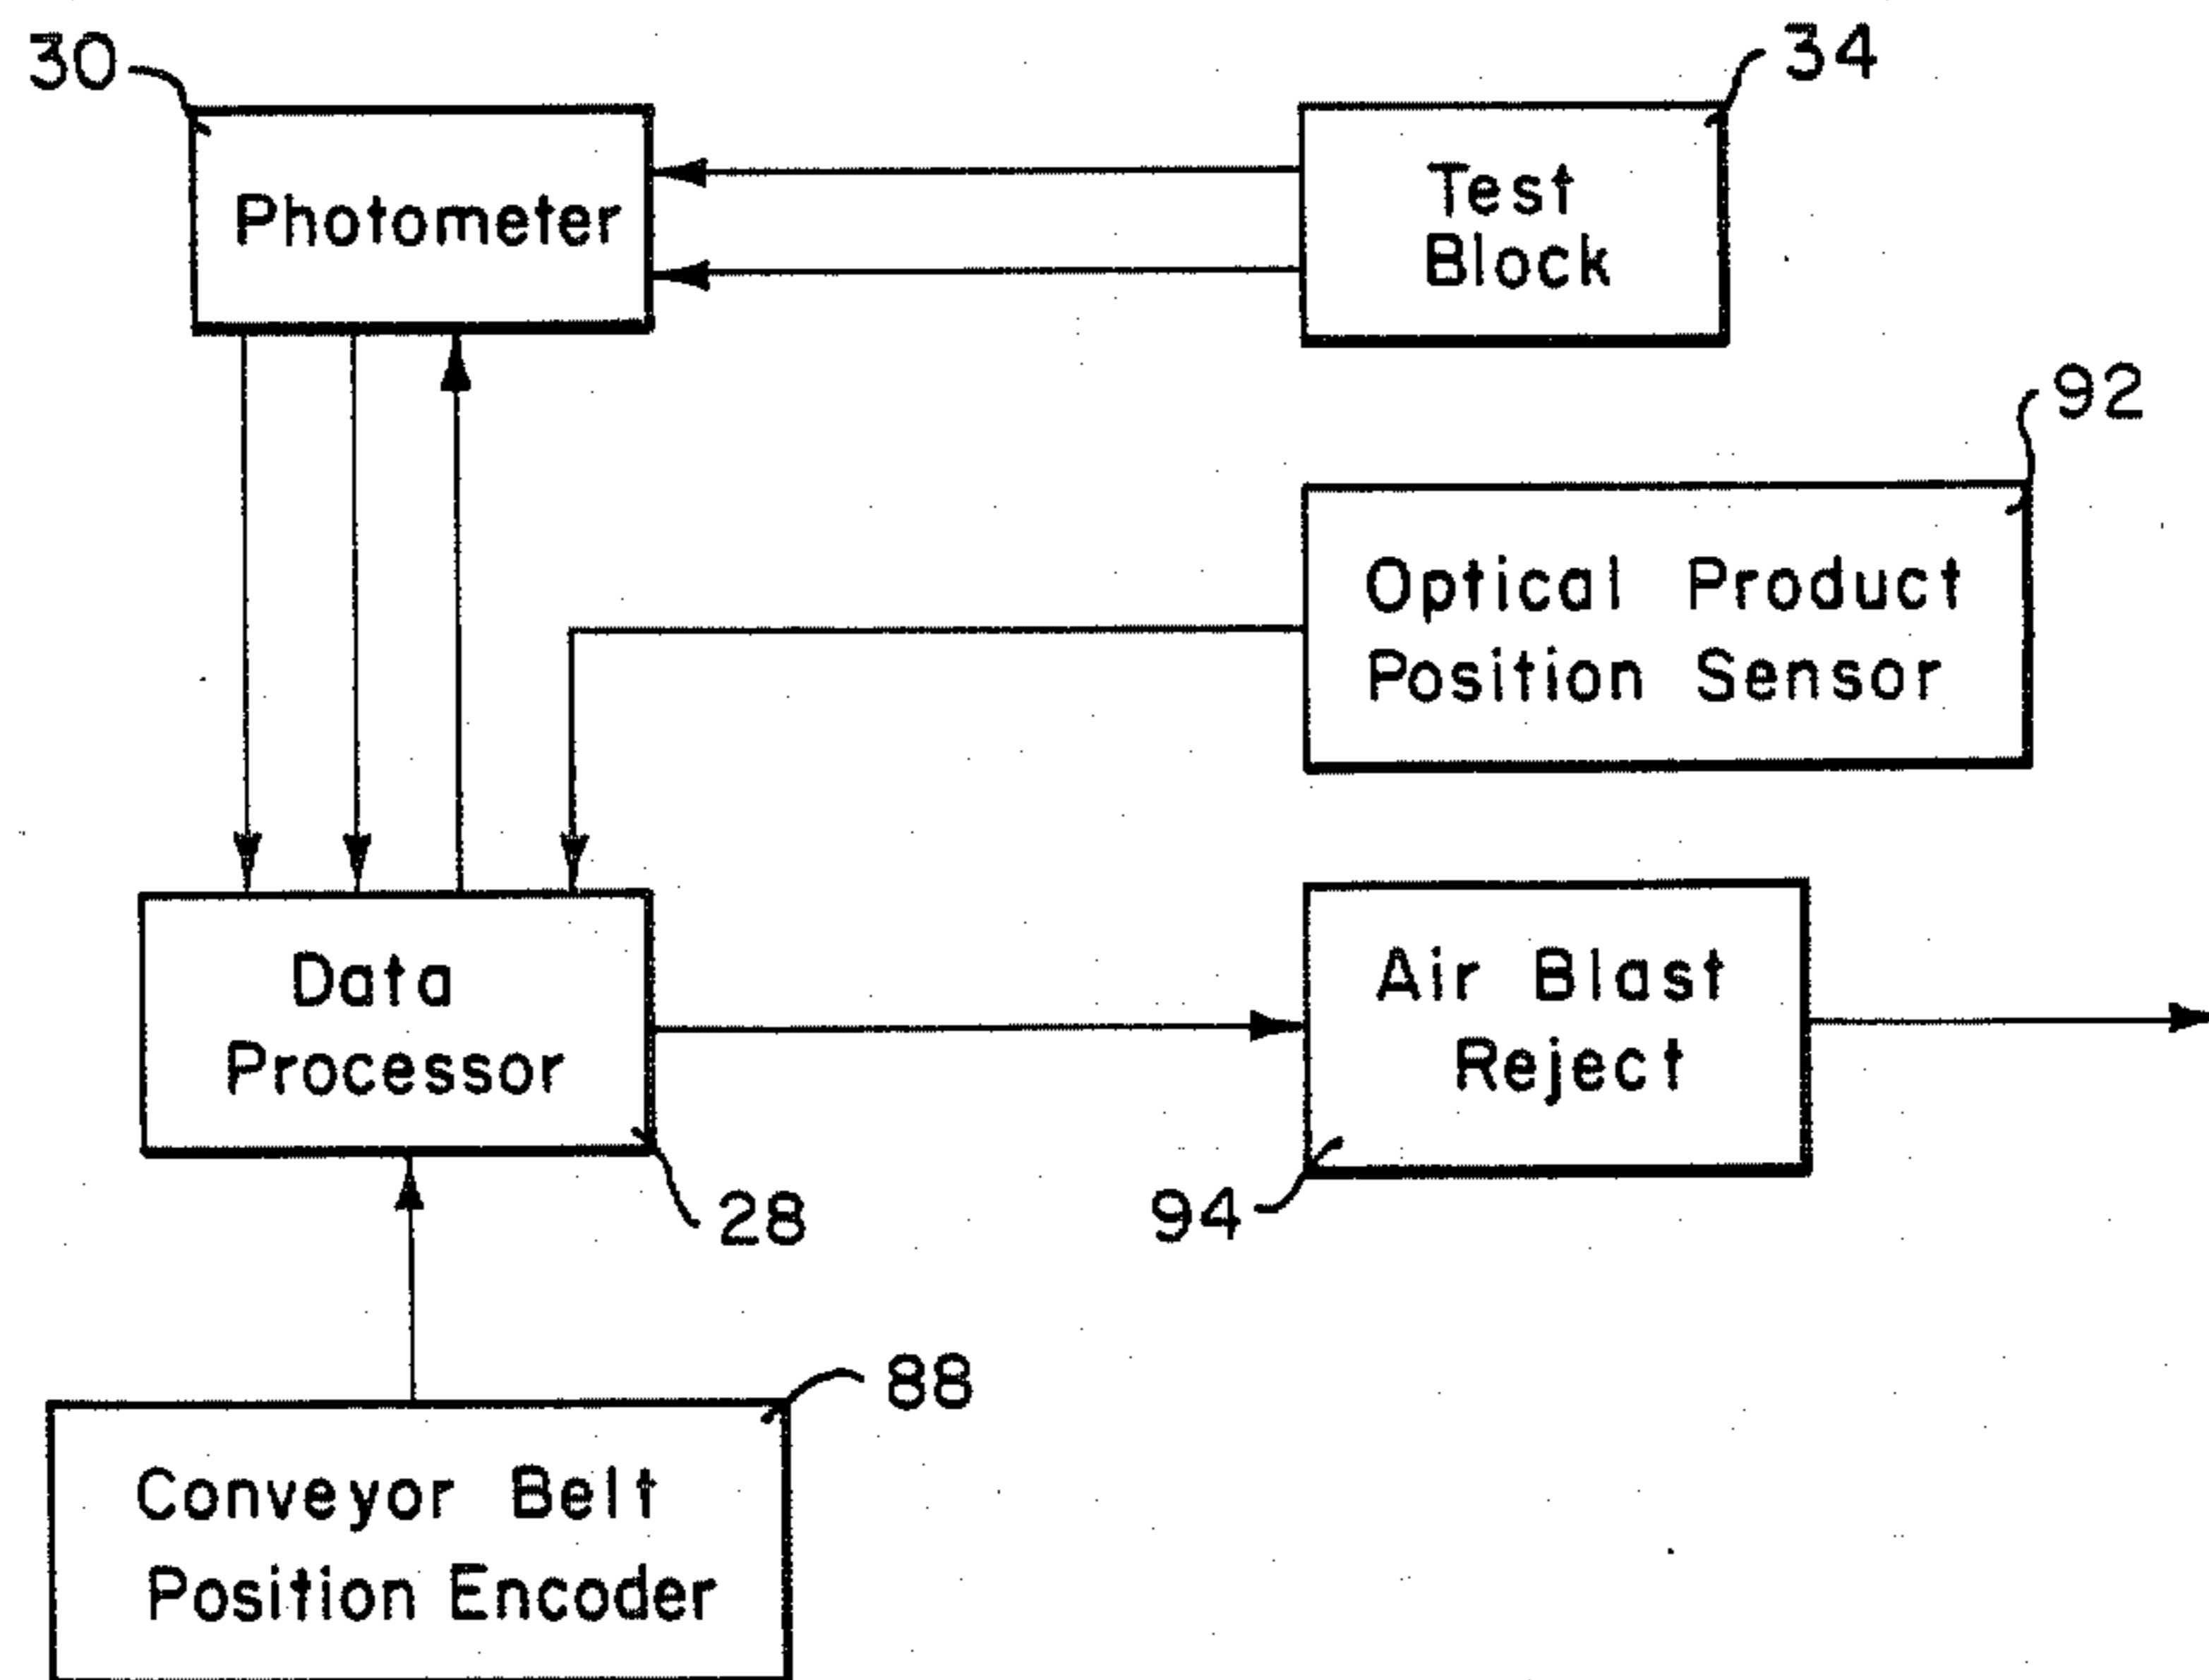 30
34
Photometer
Test
Block
92
Optical Product
Position Sensor
Data
Processor
Air Blast
Reject
28
94
88
Conveyor Belt
Position Encoder